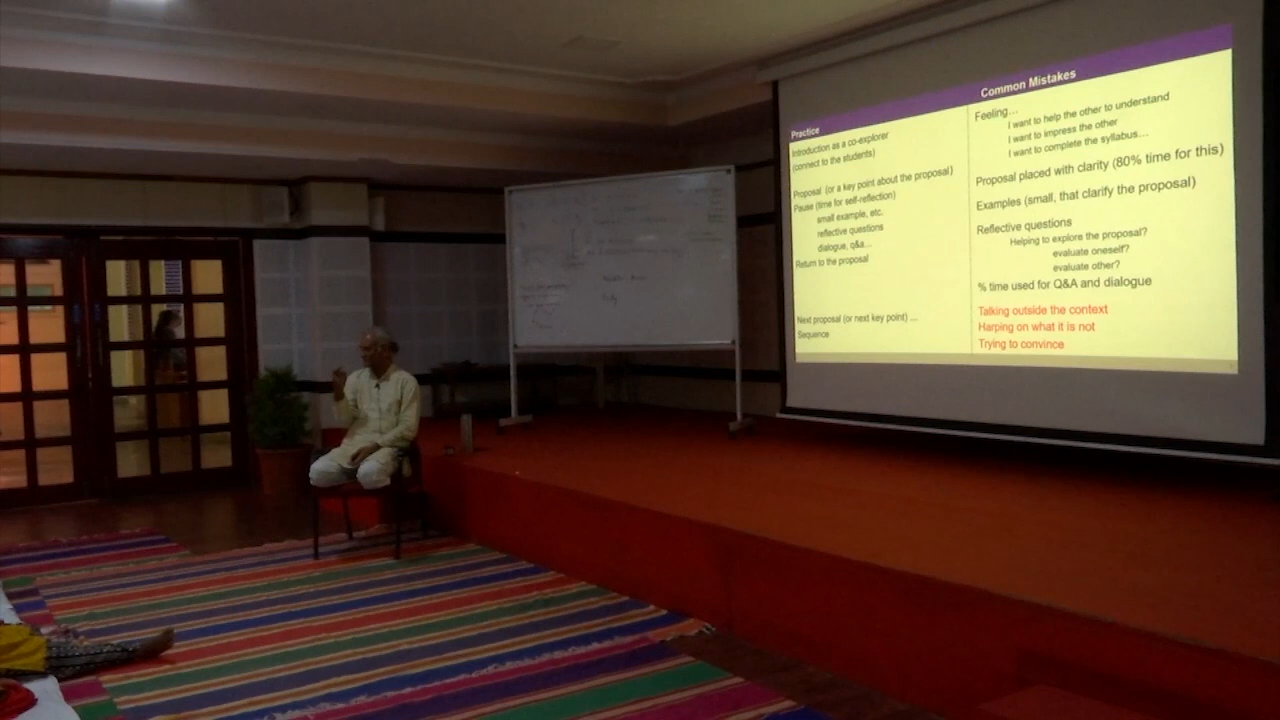 Practice
Introduction as a co-explorer
(connect to the students)
Proposal (or a key point about the proposal)
Pause (time for self-reflection)
small example, etc.
reflective questions
dialogue, q&a...
Return to the proposal
Next proposal (or next key point) ...
Sequence
Common Mistakes
Feeling...
I want to help the other to understand
I want to impress the other
I want to complete the syllabus...
Proposal placed with clarity (80% time for this)
Examples (small, that clarify the proposal)
Reflective questions
Helping to explore the proposal?
evaluate oneself?
evaluate other?
% time used for Q&A and dialogue
Talking outside the context
Harping on what it is not
Trying to convince